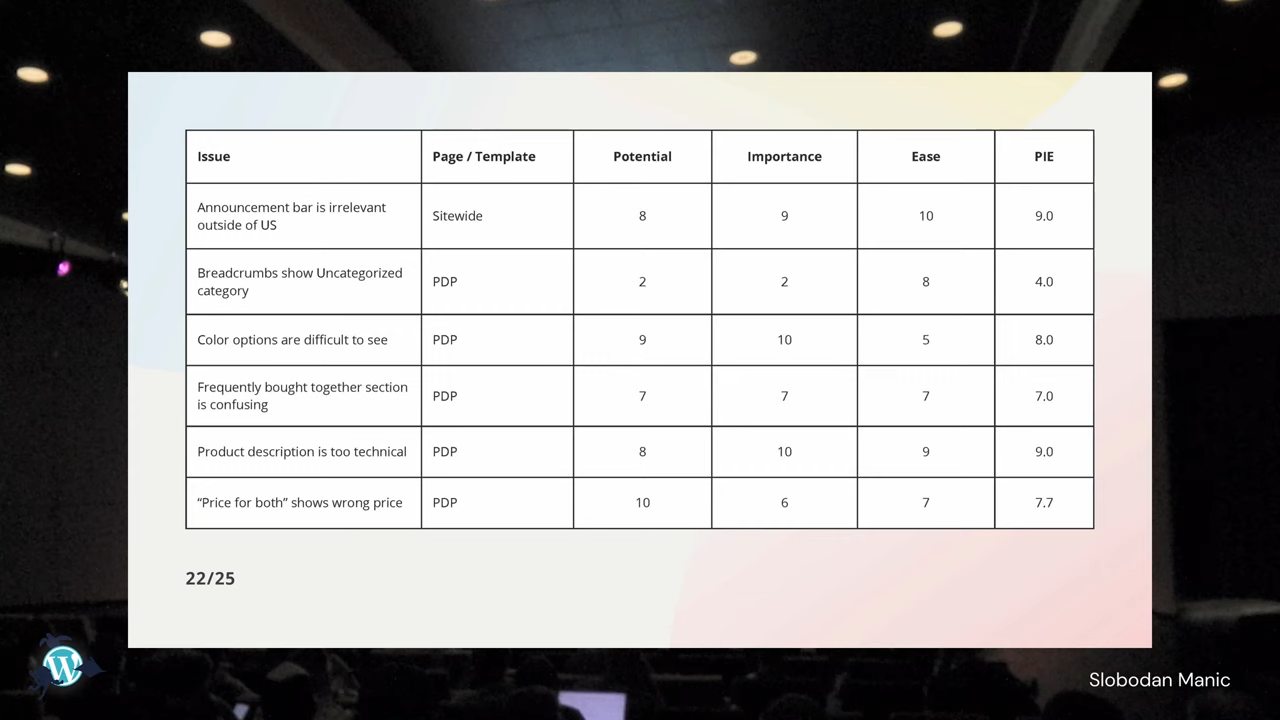 Issue Page / Template Potential Importance Ease PIE
Announcement bar is irrelevant
outside of US
Sitewide 8 9 10 9.0
Breadcrumbs show Uncategorized
category
PDP 2 2 8 4.0
Color options are difficult to see PDP 9 10 5 8.0
Frequently bought together section
is confusing
PDP 7 7 7 7.0
Product description is too technical PDP 8 10 9 9.0
“Price for both” shows wrong price PDP 10 6 7 7.7
22/25
W
Slobodan Manic